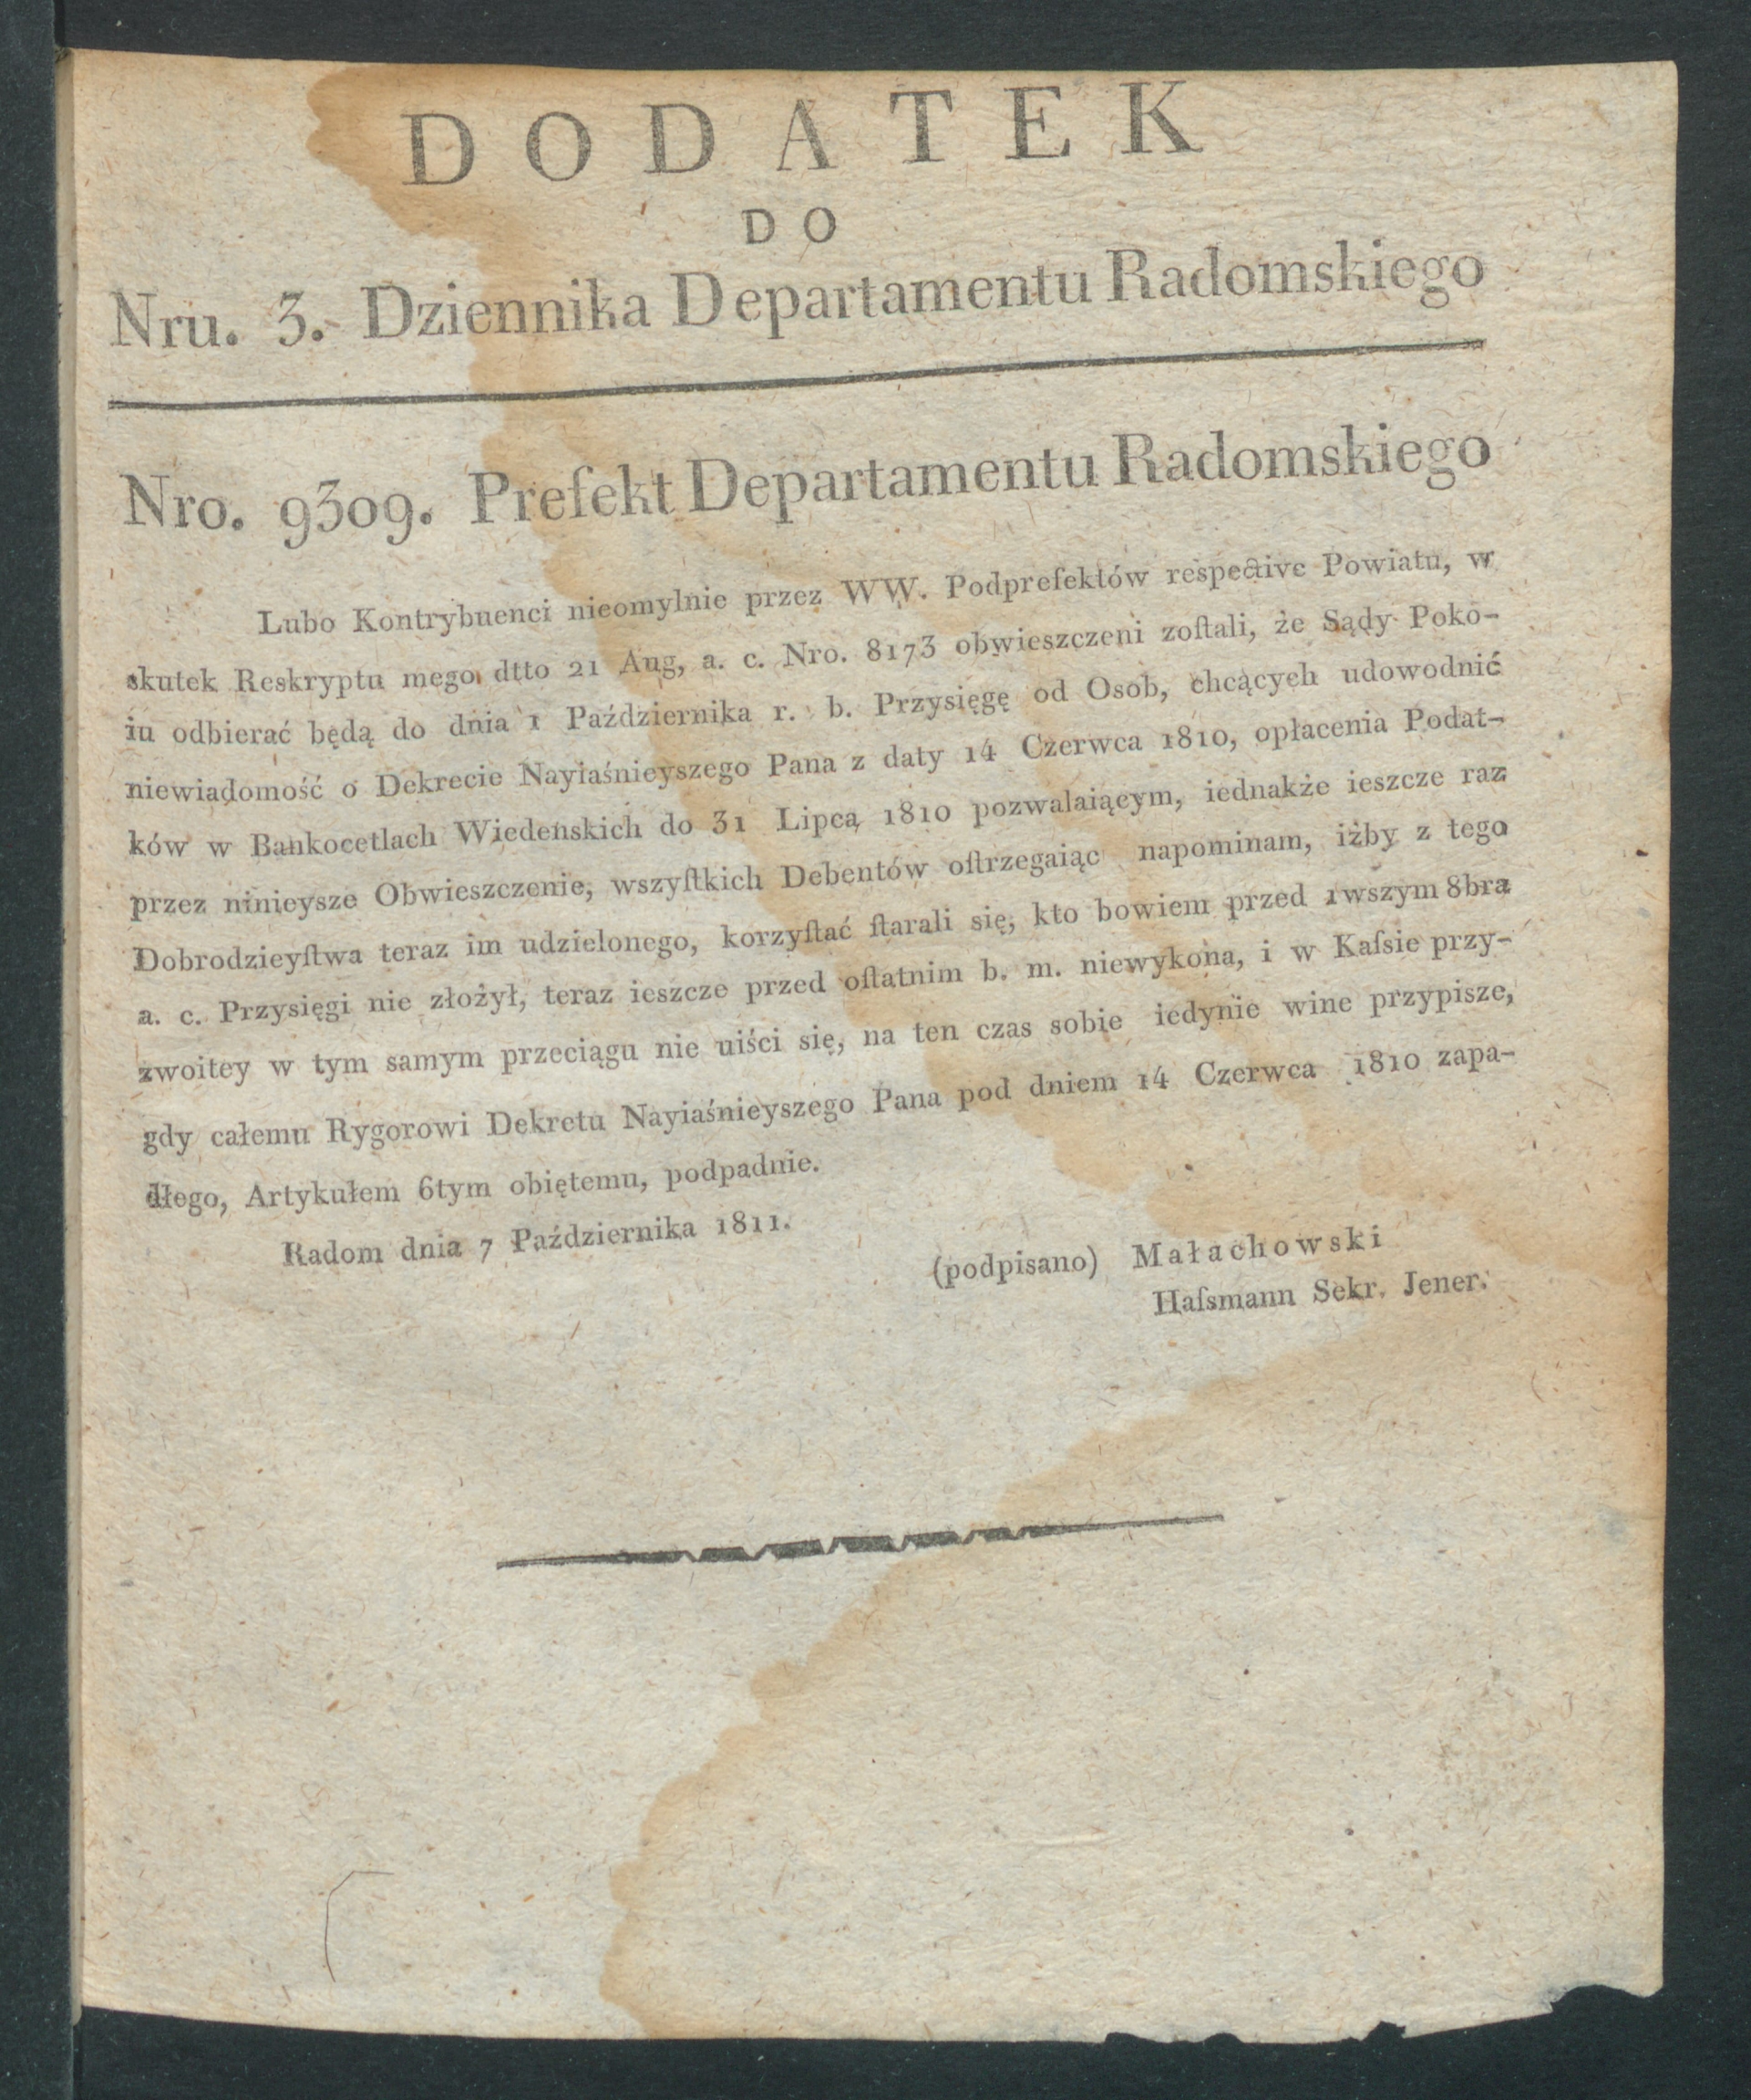 DODATEK
DO
Nru. 3. Dziennika Departamentu Radomskiego
Nro. 9309. Prefekt Departamentu Radomskiego
Lubo Kontrybuenci nieomylnie przez WW. Podprefektów respective Powiatu, w
skutek Reskryptu mego dtto 21 Aug, a. c. Nro. 8173 obwieszczeni zoſtali, że Sądy Poko-
iu odbierać będą do dnia 1 Października r. b. Przysięgę od Osob, chcących udowodnić
niewiadomość o Dekrecie Nayiaśnieyszego Pana z daty 14 Czerwca 1810, opłacenia Podat-
ków w Bankocetlach Wiedeńskich do 31 Lipca 1810 pozwalaiącym, iednakże ieszcze raz
przez ninieysze Obwieszczenie, wszyſtkich Debentów oſtrzegaiąc napominam, iżby z tego
Dobrodzieyſtwa teraz im udzielonego, korzyſtać ſtarali się, kto bowiem przed 1wszym 8bra
a. c. Przysięgi nie złożył, teraz ieszcze przed oſtatnim b. m. niewykona, i w Kaſsie przy-
zwoitey w tym samym przeciągu nie uiści się, na ten czas sobie iedynie wine przypisze,
gdy całemu Rygorowi Dekretu Nayiaśnieyszego Pana pod dniem 14 Czerwca 1810 zapa-
dłego, Artykułem 6tym obiętemu, podpadnie.
Radom dnia 7 Października 1811.
(podpisano) Małachowski
Haſsmann Sekr. Jener.